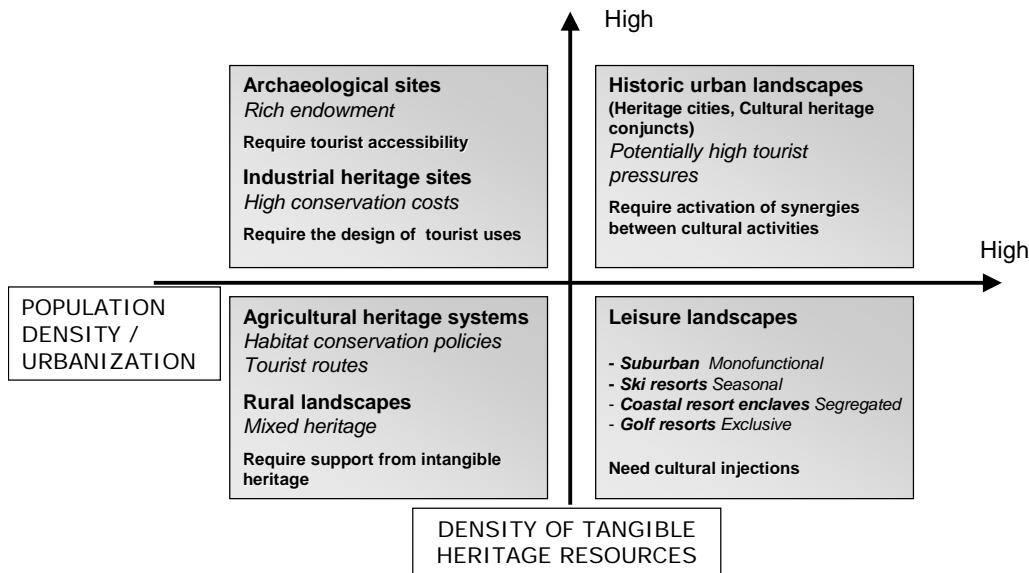 High
Archaeological sites
Rich endowment
Require tourist accessibility
Industrial heritage sites
High conservation costs
Require the design of tourist uses
Historic urban landscapes
(Heritage cities, Cultural heritage
conjuncts)
Potentially high tourist
pressures
Require activation of synergies
between cultural activities
High
POPULATION
DENSITY /
URBANIZATION
Agricultural heritage systems
Habitat conservation policies
Tourist routes
Rural landscapes
Mixed heritage
Require support from intangible
heritage
Leisure landscapes
- Suburban Monofunctional
- Ski resorts Seasonal
- Coastal resort enclaves Segregated
- Golf resorts Exclusive
Need cultural injections
DENSITY OF TANGIBLE
HERITAGE RESOURCES